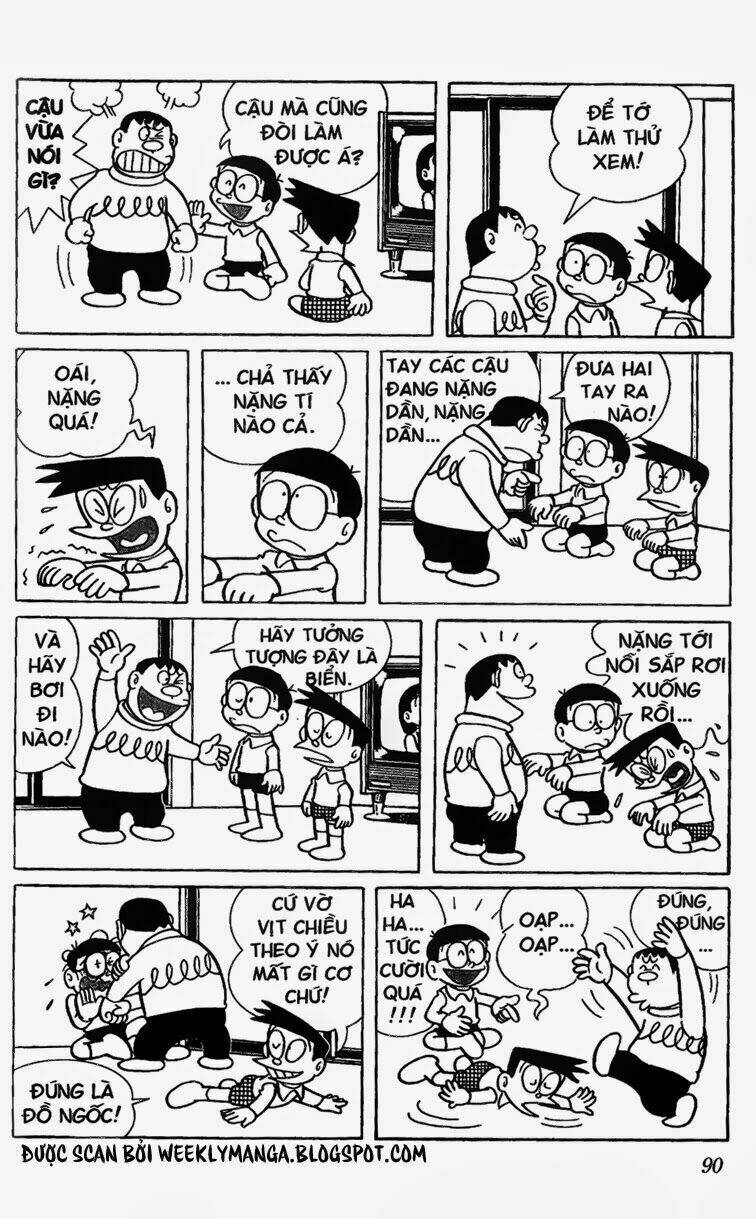 ĐỂ TỚ
LÀM THỬ
XEM!
CẬU MÀ CŨNG
ĐÒI LÀM
ĐƯỢC Á?
CẬU
VỪA
NÓI
GÌ?
ĐƯA HAI
TAY RA
NÀO!
TAY CÁC CẬU
ĐANG NẶNG
DẦN, NẶNG
DẦN...
... CHẢ THẤY
NẶNG TÍ
NÀO CẢ.
OÁI,
NẶNG
QUÁ!
NẶNG TỚI
NỖI SẮP RƠI
XUỐNG
RỒI...
HÃY TƯỞNG
TƯỢNG ĐÂY LÀ
BIỂN.
VÀ
HÃY
BƠI
ĐI
NÀO!
ĐÚNG,
ĐÚNG
...
OẠP...
OẠP...
HA
HA...
TỨC
CƯỜI
QUÁ
!!!
CỨ VỜ
VỊT CHIỀU
THEO Ý NÓ
MẤT GÌ CƠ
CHỨ!
ĐÚNG LÀ
ĐỒ NGỐC!
ĐƯỢC SCAN BỞI WEEKLYMANGA.BLOGSPOT.COM
90